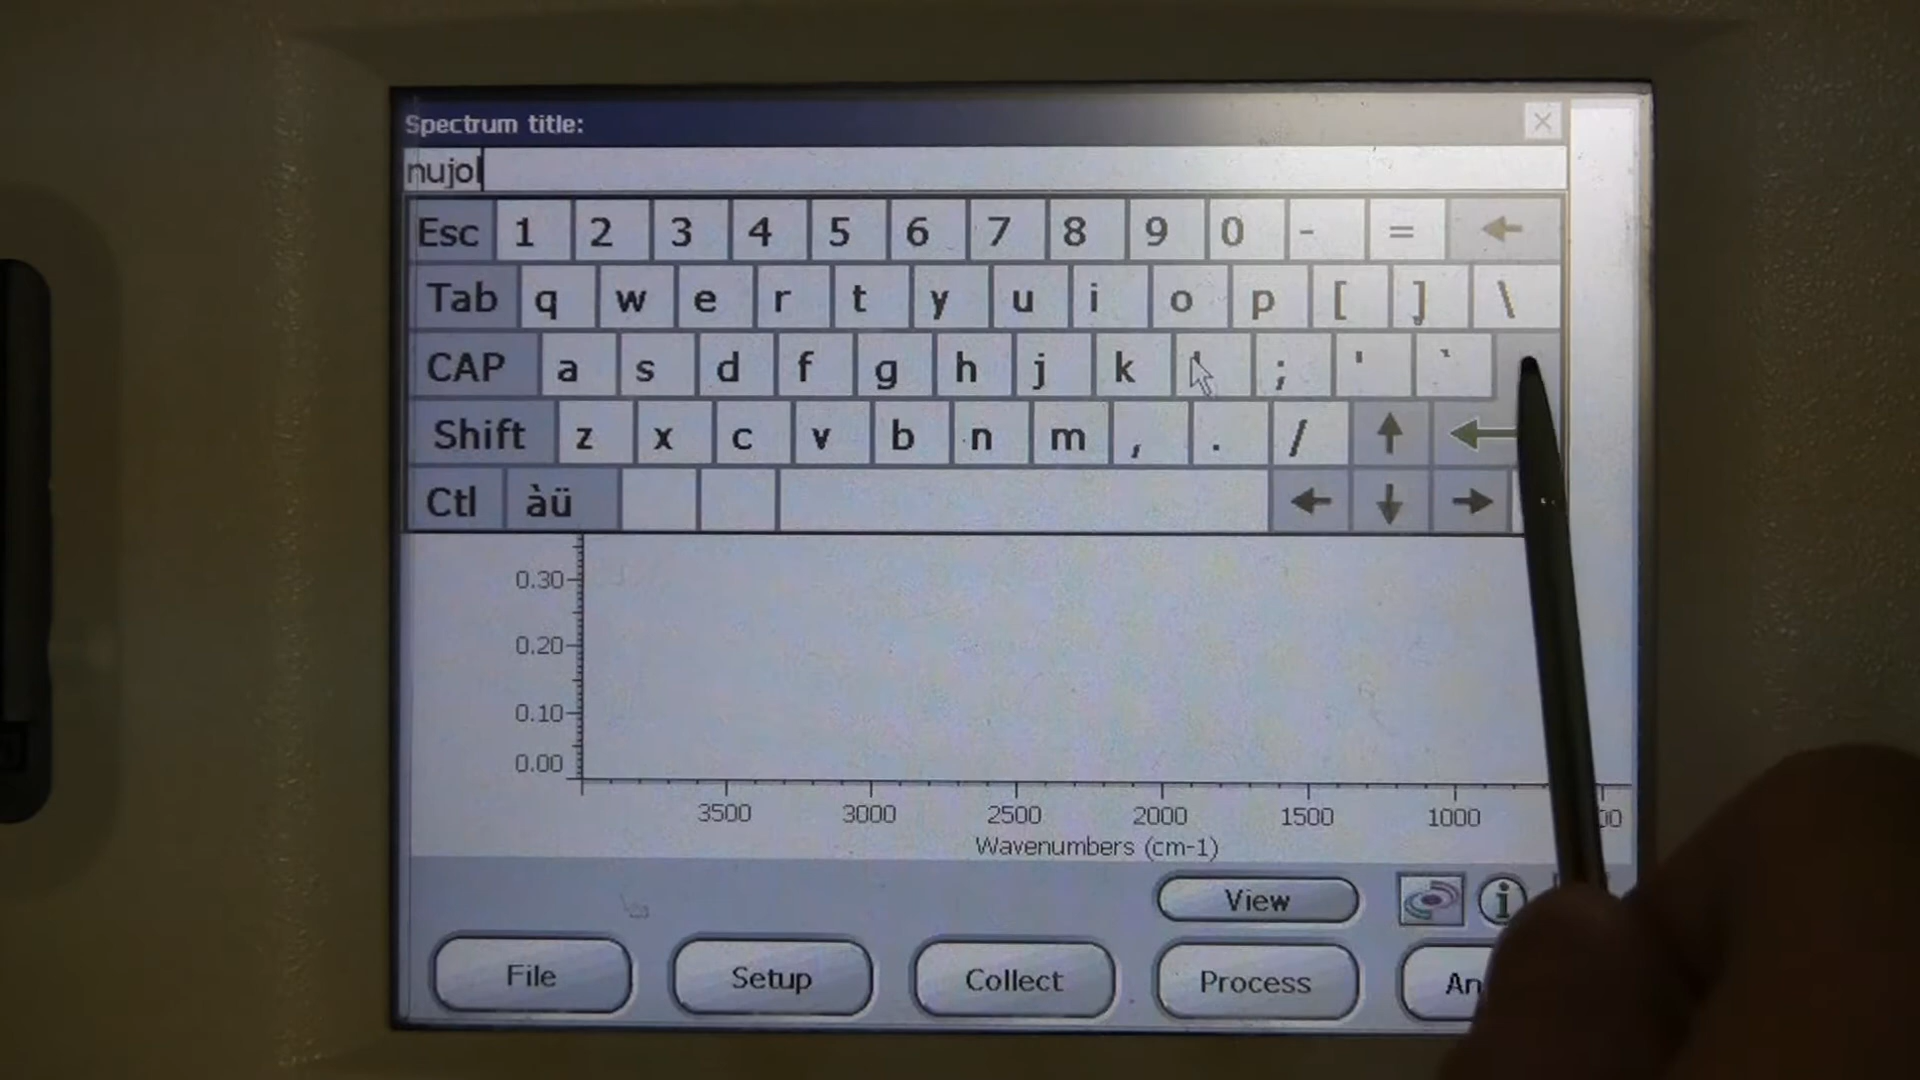 Spectrum title:
nujol
Esc 1 2 3 4 5 6 7 8 9 0 - =
Tab q w e r t y u i o p [ ] \
CAP a s d f g h j k ; ' `
Shift z x c v b n m , . /
Ctl àü
0.30
0.20
0.10
0.00
3500 3000 2500 2000 1500 1000
Wavenumbers (cm-1)
View
File Setup Collect Process